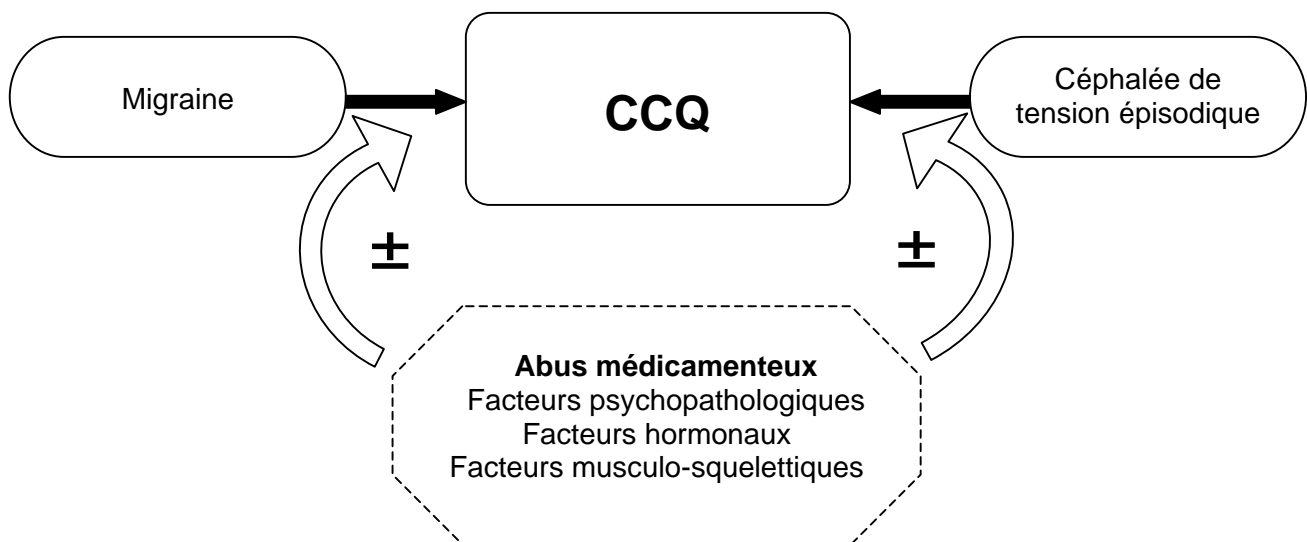 Migraine
CCQ
Céphalée de
tension épisodique
±
±
Abus médicamenteux
Facteurs psychopathologiques
Facteurs hormonaux
Facteurs musculo-squelettiques